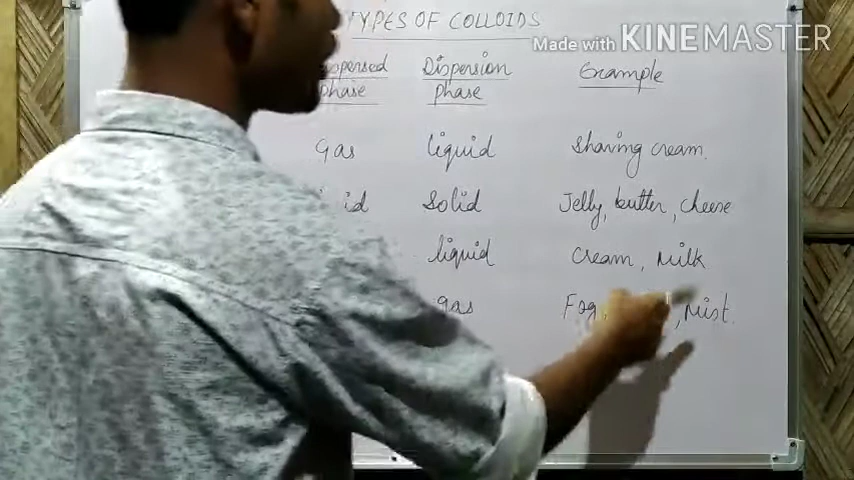 TYPES OF COLLOIDS
Made with KINEMASTER
Dispersion Example
phase phase
gas liquid shaving cream.
solid Jelly, butter, cheese
liquid cream, Milk
gas Fog, , Mist.